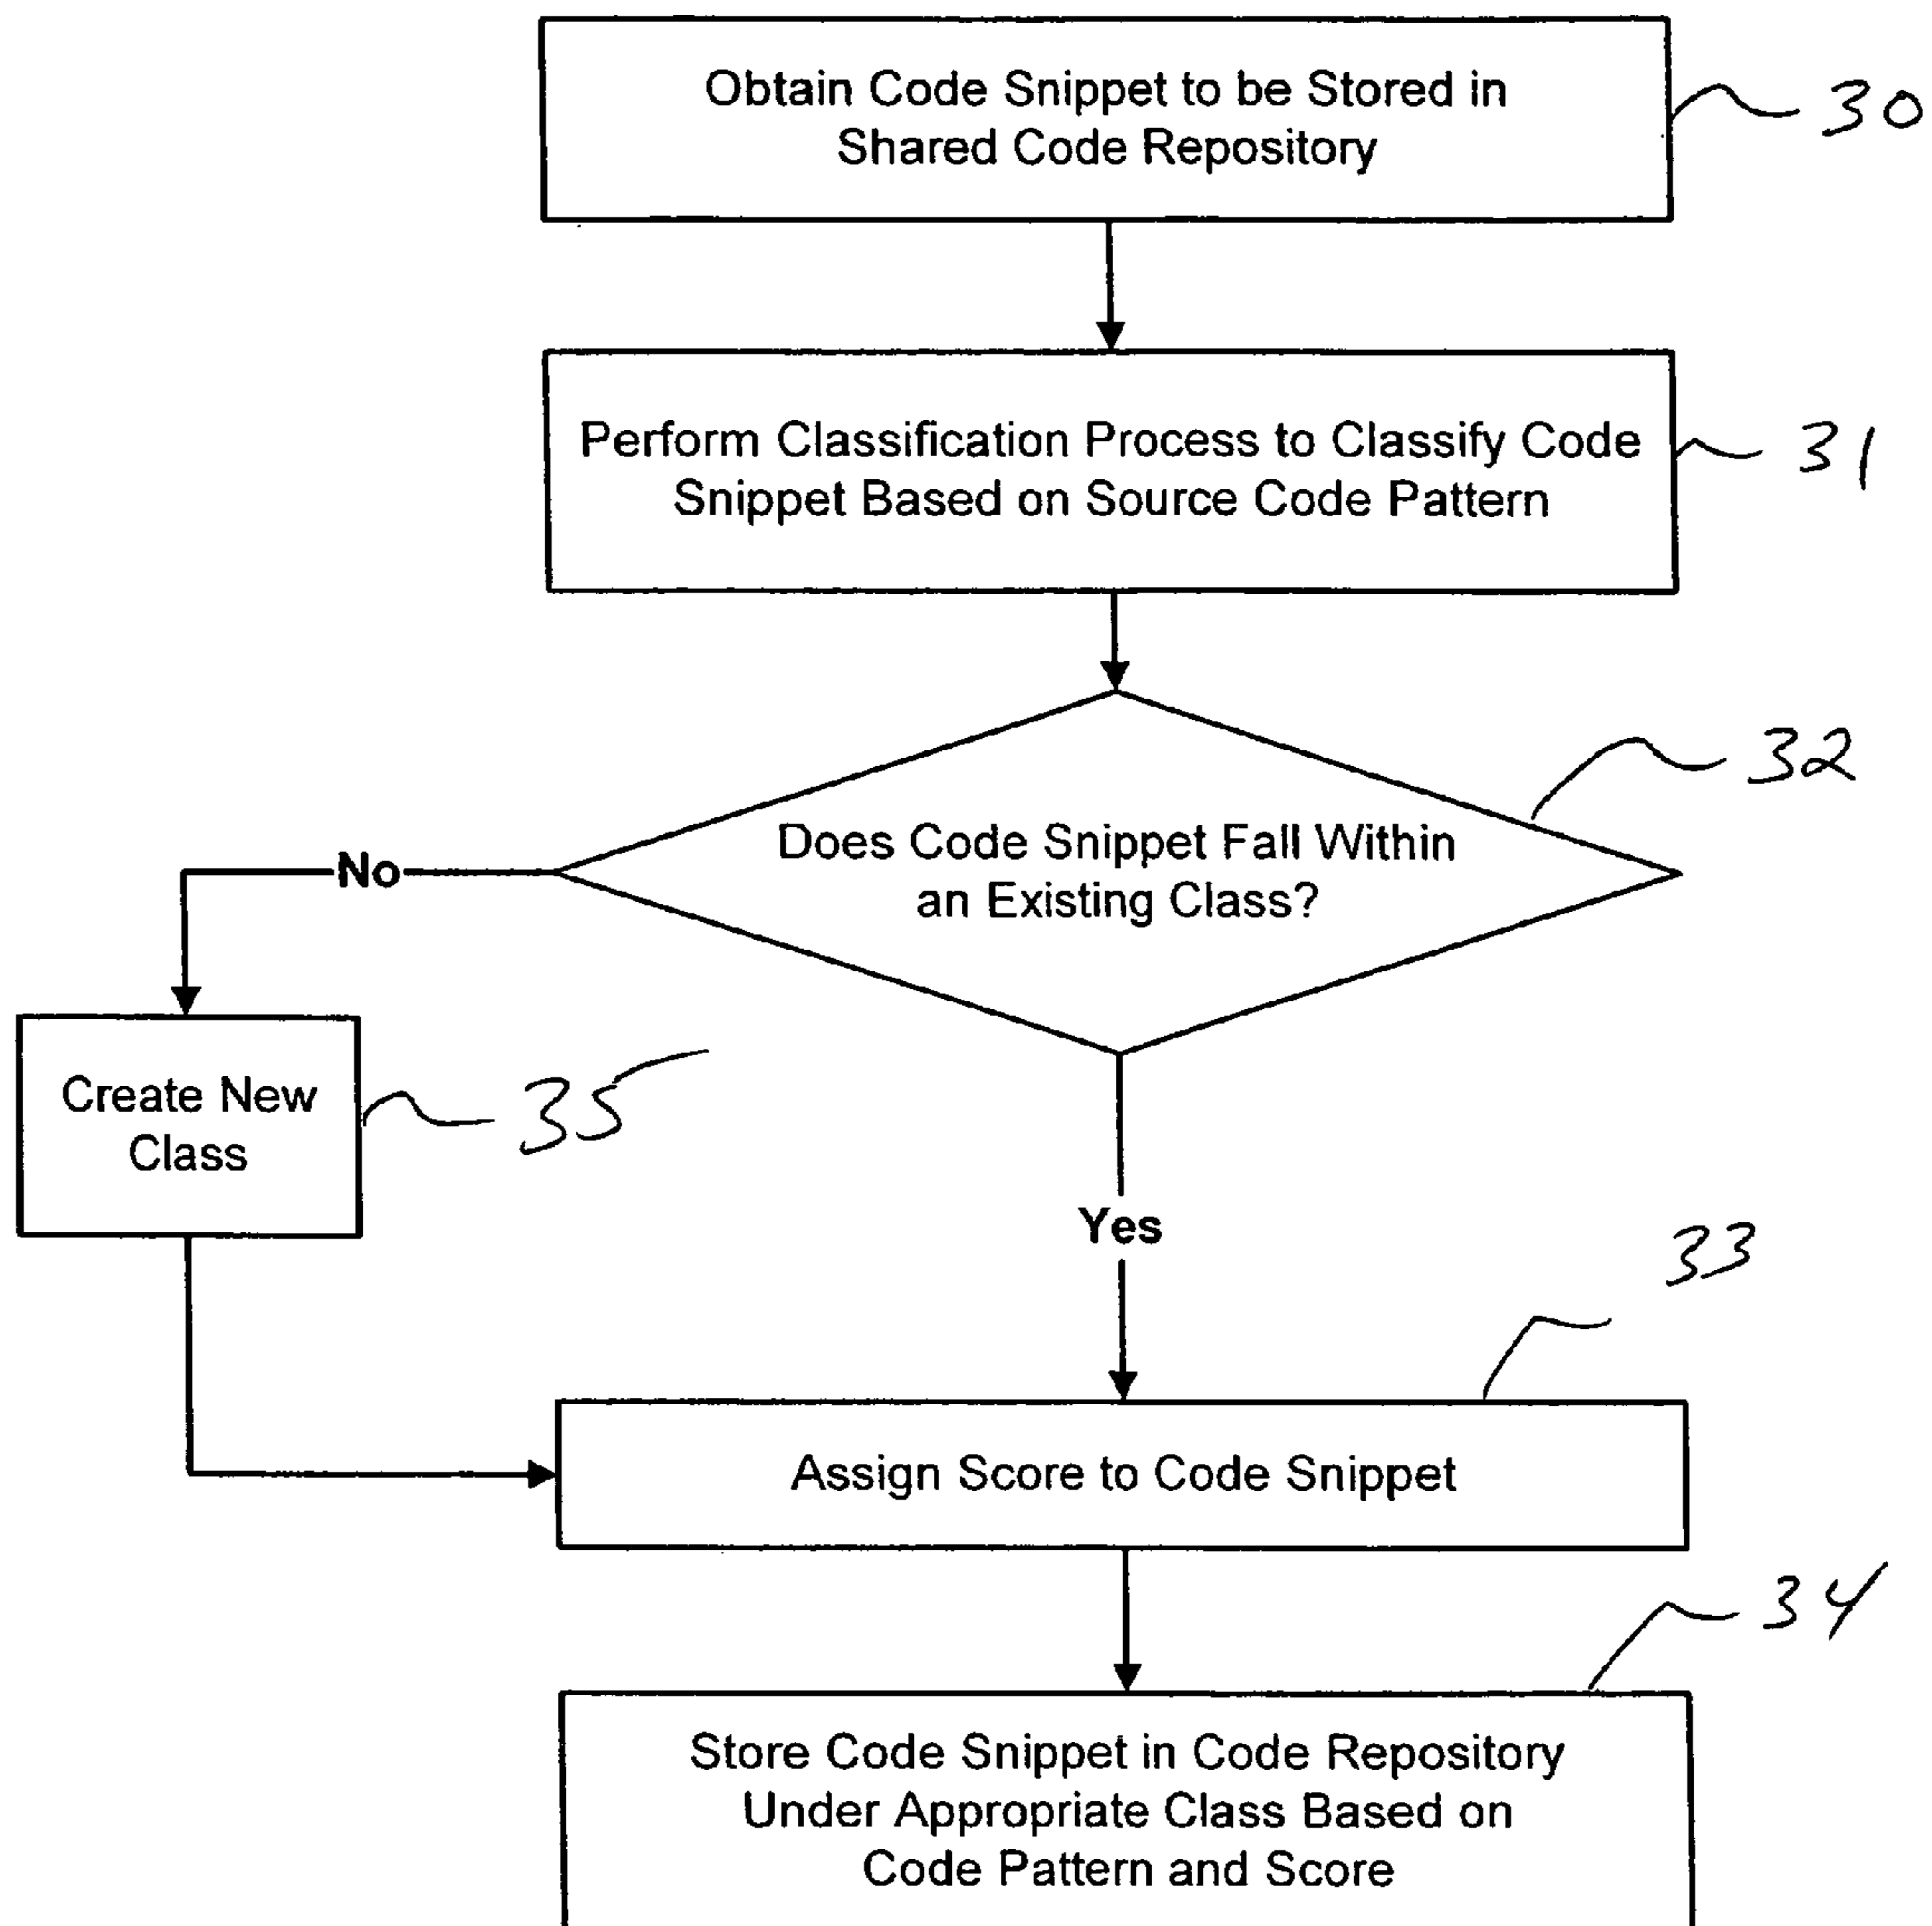 Obtain Code Snippet to be Stored in
Shared Code Repository
30
Perform Classification Process to Classify Code
Snippet Based on Source Code Pattern
31
32
Does Code Snippet Fall Within
an Existing Class?
No
Create New
Class
35
Yes
33
Assign Score to Code Snippet
34
Store Code Snippet in Code Repository
Under Appropriate Class Based on
Code Pattern and Score